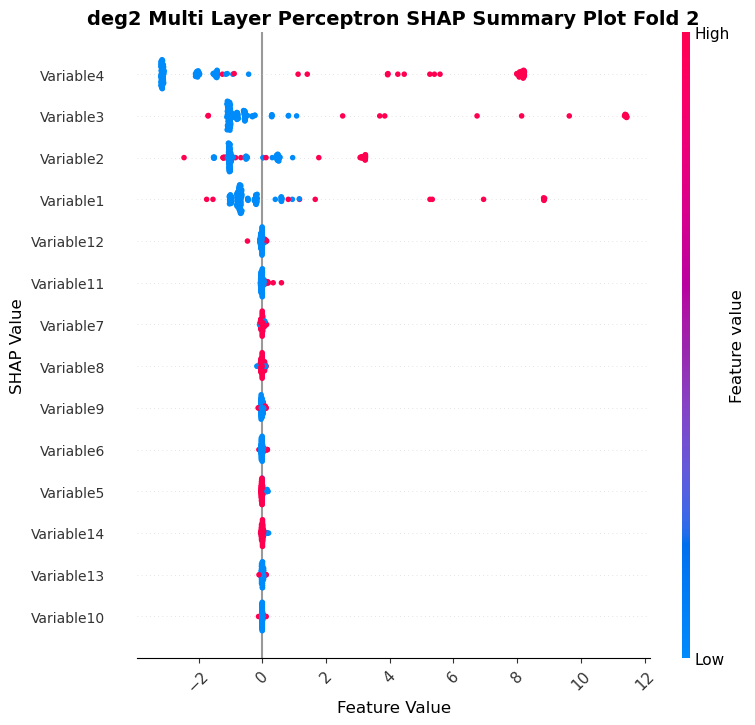 deg2 Multi Layer Perceptron SHAP Summary Plot Fold 2
High
Variable4
Variable3
Variable2
Variable1
Variable12
Variable11
Variable7
Variable8
Variable9
Variable6
Variable5
Variable14
Variable13
Variable10
SHAP Value
Feature value
Low
−2 0 2 4 6 8 10 12
Feature Value